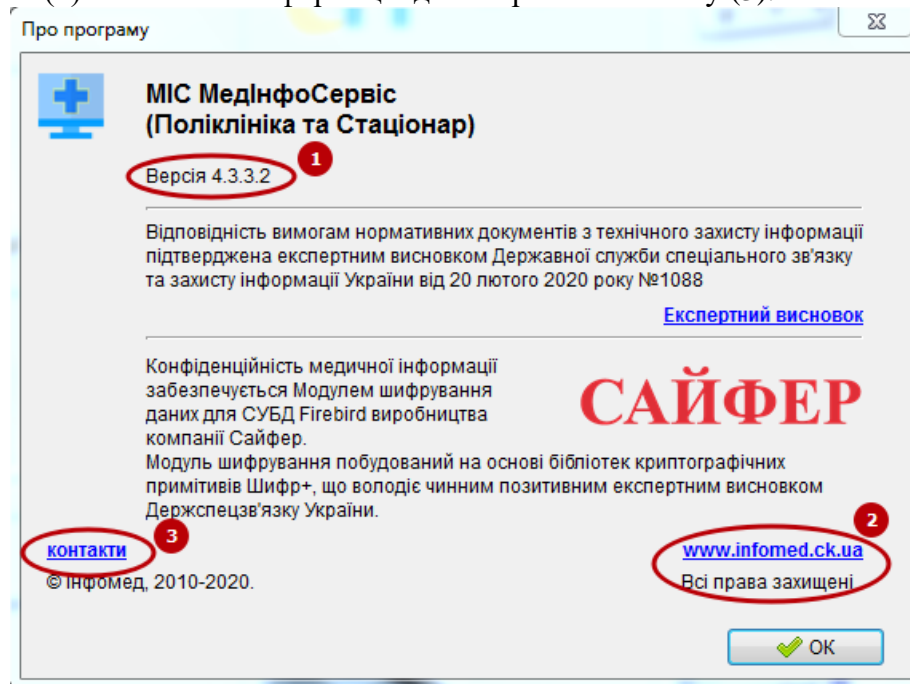 Про програму
МІС МедІнфоСервіс
(Поліклініка та Стаціонар)
1
Версія 4.3.3.2
Відповідність вимогам нормативних документів з технічного захисту інформації
підтверджена експертним висновком Державної служби спеціального зв'язку
та захисту інформації України від 20 лютого 2020 року №1088
Експертний висновок
Конфіденційність медичної інформації
забезпечується Модулем шифрування
даних для СУБД Firebird виробництва
компанії Сайфер.
САЙФЕР
Модуль шифрування побудований на основі бібліотек криптографічних
примітивів Шифр+, що володіє чинним позитивним експертним висновком
Держспецзв'язку України.
2
3
контакти
www.infomed.ck.ua
© Інфомед, 2010-2020.
Всі права захищені
ОК